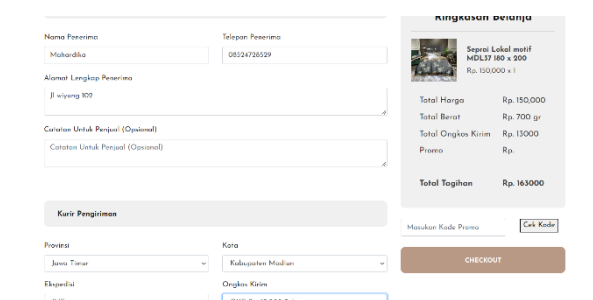 Ringkasan Belanja
Nama Penerima
Telepon Penerima
Mahardika
08524728529
Alamat Lengkap Penerima
Jl wiyung 102
Catatan Untuk Penjual (Opsional)
Catatan Untuk Penjual (Opsional)
Seprai Lokal motif
MDL37 180 x 200
Rp. 150,000 x 1
Total Harga Rp. 150,000
Total Berat Rp. 700 gr
Total Ongkos Kirim Rp. 13000
Promo Rp.
Total Tagihan Rp. 163000
Masukan Kode Promo
Cek Kode
CHECKOUT
Kurir Pengiriman
Provinsi
Kota
Jawa Timur
Kabupaten Madiun
Ekspedisi
Ongkos Kirim